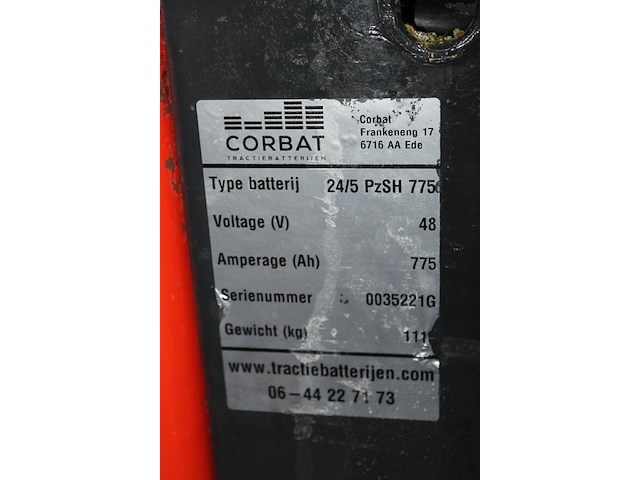 CORBAT
TRACTIEBATTERIJEN
Corbat
Frankeneng 17
6716 AA Ede
Type batterij 24/5 PzSH 775
Voltage (V) 48
Amperage (Ah) 775
Serienummer 0035221G
Gewicht (kg)
www.tractiebatterijen.com
06-44 22 71 73